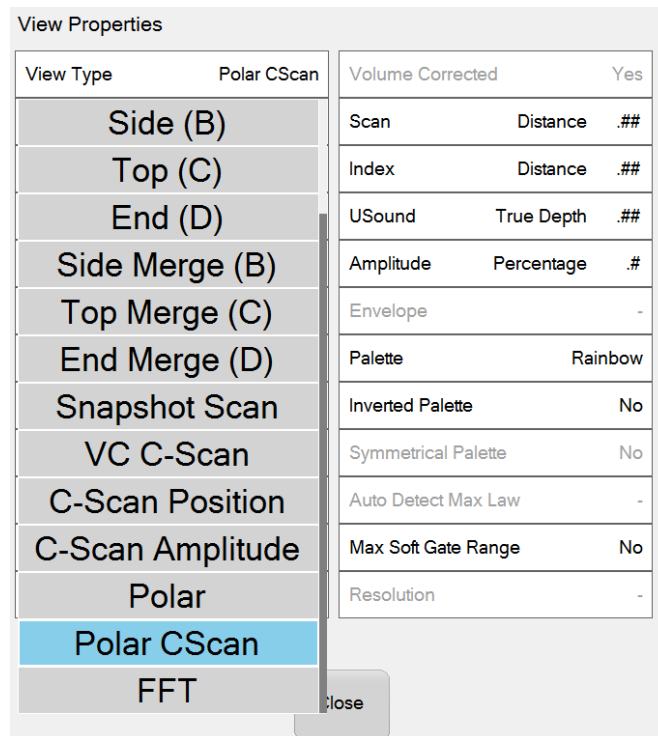 View Properties
View Type Polar CScan
Side (B)
Top (C)
End (D)
Side Merge (B)
Top Merge (C)
End Merge (D)
Snapshot Scan
VC C-Scan
C-Scan Position
C-Scan Amplitude
Polar
Polar CScan
FFT
Volume Corrected Yes
Scan Distance .##
Index Distance .##
USound True Depth .##
Amplitude Percentage .#
Envelope -
Palette Rainbow
Inverted Palette No
Symmetrical Palette No
Auto Detect Max Law -
Max Soft Gate Range No
Resolution -
lose